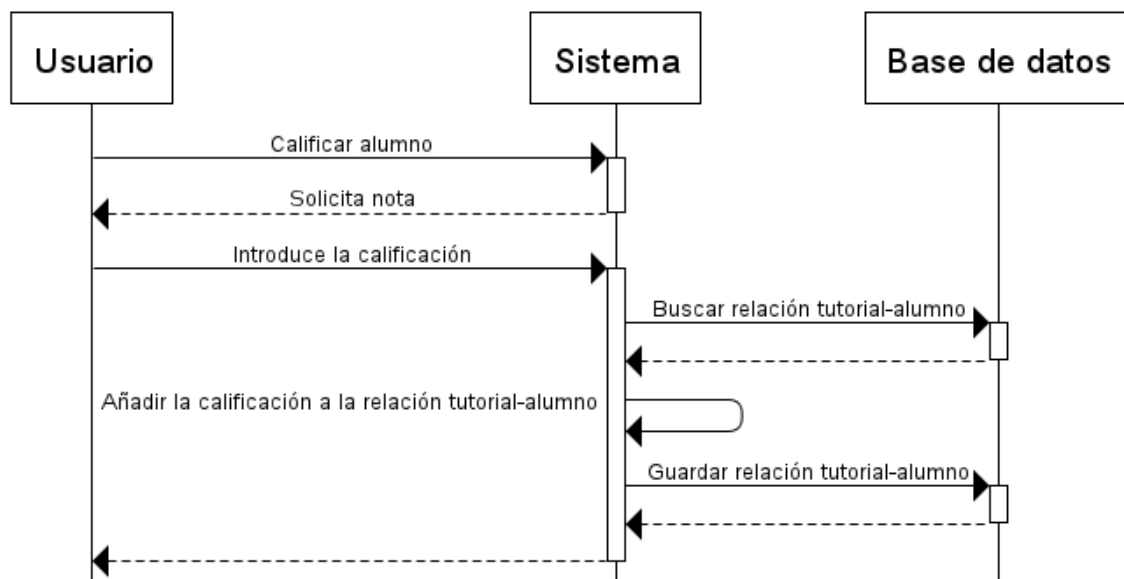 Usuario
Sistema
Base de datos
Calificar alumno
Solicita nota
Introduce la calificación
Buscar relación tutorial-alumno
Añadir la calificación a la relación tutorial-alumno
Guardar relación tutorial-alumno